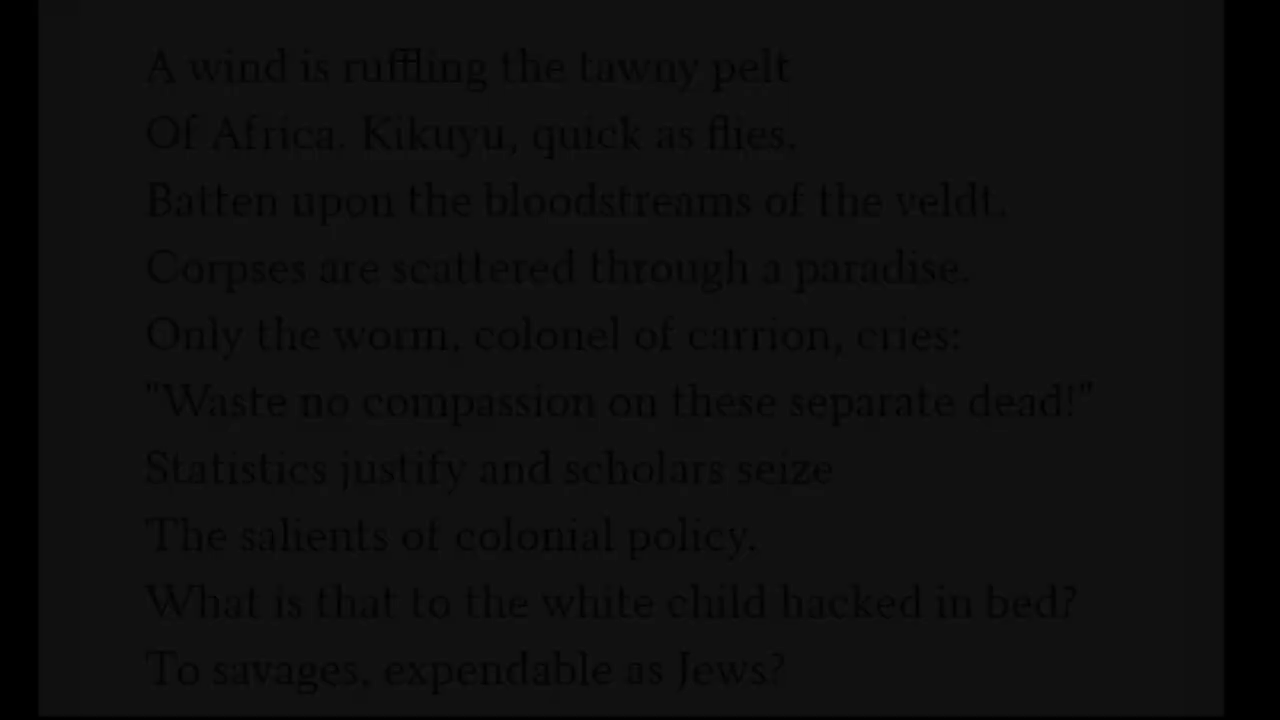 A wind is ruffling the tawny pelt
Of Africa. Kikuyu, quick as flies,
Batten upon the bloodstreams of the veldt.
Corpses are scattered through a paradise.
Only the worm, colonel of carrion, cries:
"Waste no compassion on these separate dead!"
Statistics justify and scholars seize
The salients of colonial policy.
What is that to the white child hacked in bed?
To savages, expendable as Jews?